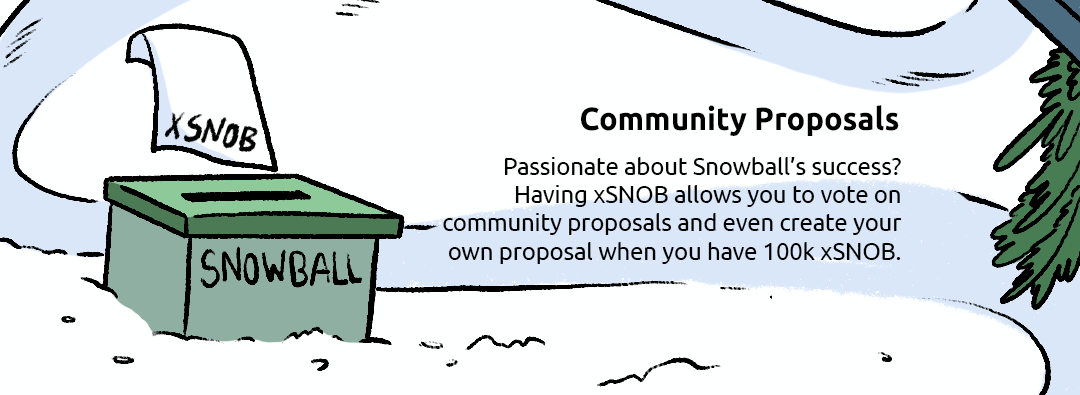 xSNOB
SNOWBALL
Community Proposals
Passionate about Snowball’s success?
Having xSNOB allows you to vote on
community proposals and even create your
own proposal when you have 100k xSNOB.